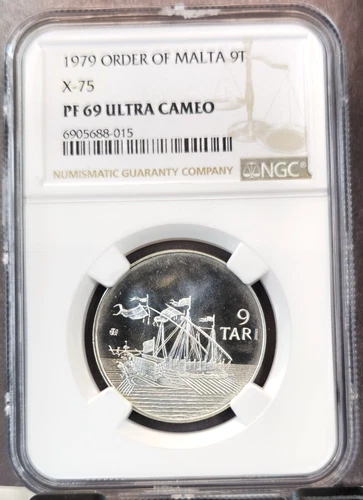 1979 ORDER OF MALTA 9T
X-75
PF 69 ULTRA CAMEO
6905688-015
NUMISMATIC GUARANTY COMPANY
NGC
9
TARI